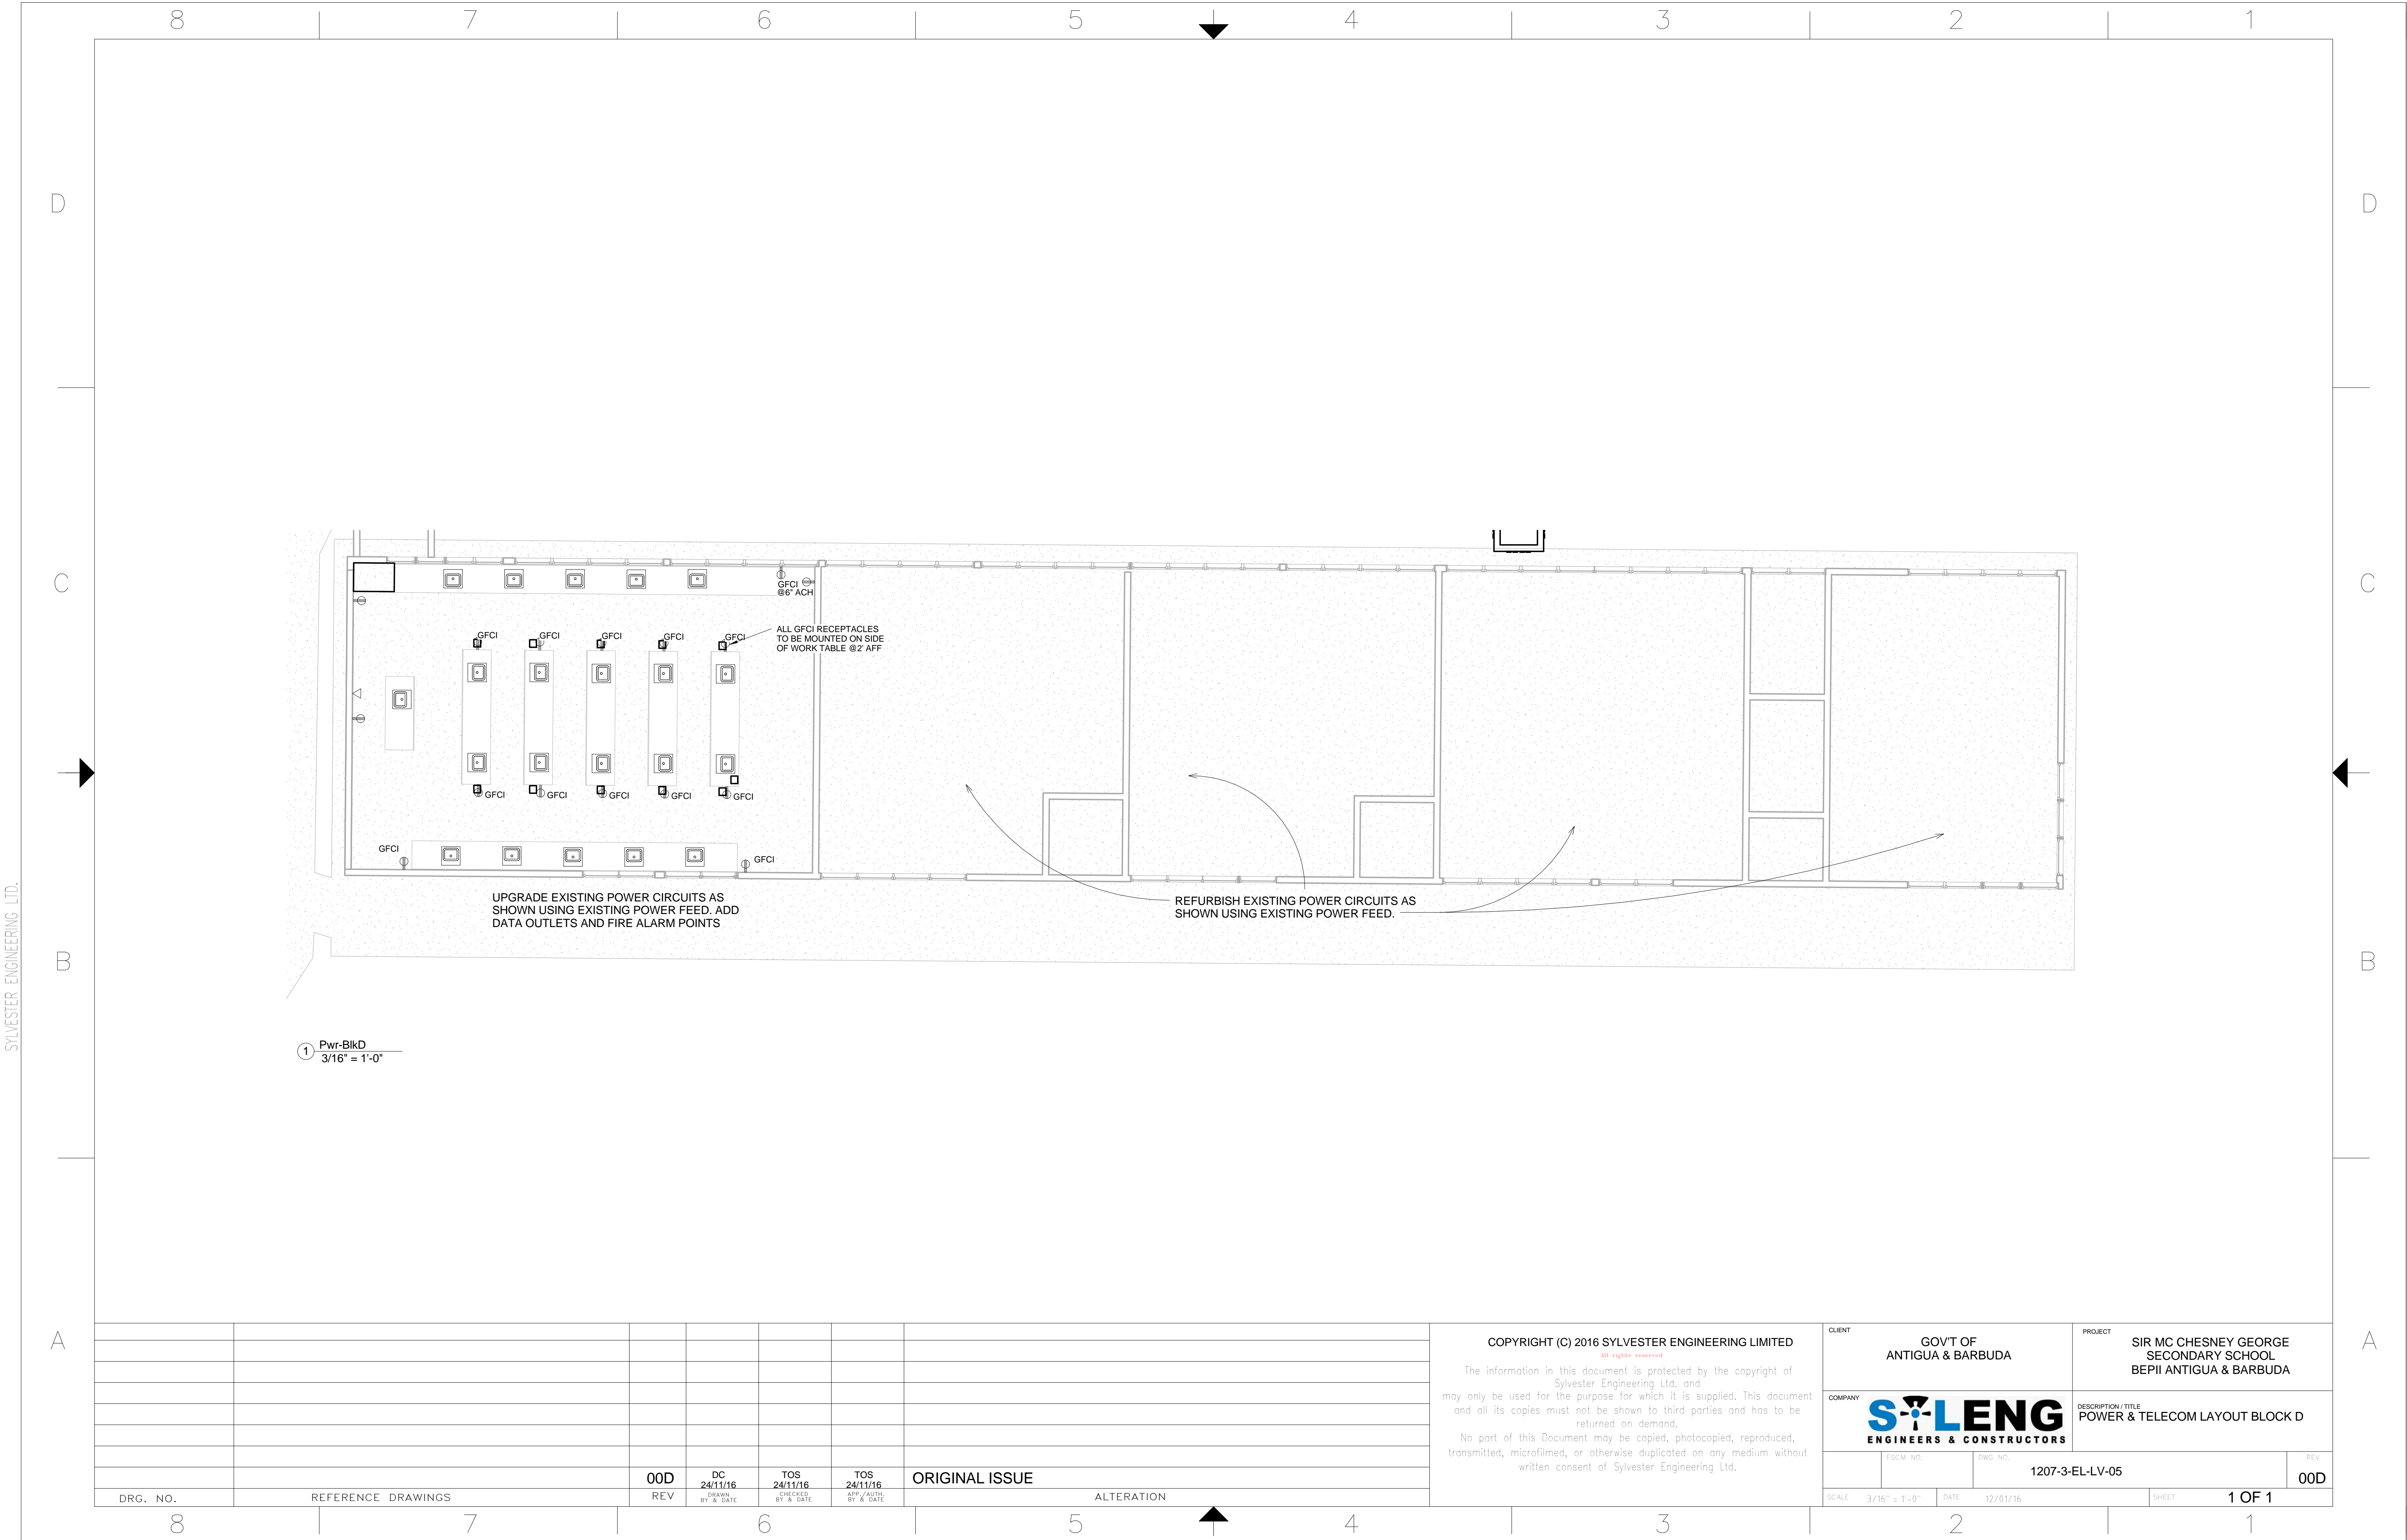 8 7 6 5 4 3 2 1
D D
C C
B B
A A
SYLVESTER ENGINEERING LTD.
GFCI
@6" ACH
GFCI GFCI GFCI GFCI GFCI
ALL GFCI RECEPTACLES
TO BE MOUNTED ON SIDE
OF WORK TABLE @2' AFF
GFCI GFCI GFCI GFCI GFCI
GFCI GFCI
UPGRADE EXISTING POWER CIRCUITS AS
SHOWN USING EXISTING POWER FEED. ADD
DATA OUTLETS AND FIRE ALARM POINTS
REFURBISH EXISTING POWER CIRCUITS AS
SHOWN USING EXISTING POWER FEED.
1 Pwr-BlkD
3/16" = 1'-0"
00D
DC
24/11/16
TOS
24/11/16
TOS
24/11/16
ORIGINAL ISSUE
DRG. NO. REFERENCE DRAWINGS REV
DRAWN
BY & DATE
CHECKED
BY & DATE
APP./AUTH.
BY & DATE
ALTERATION
COPYRIGHT (C) 2016 SYLVESTER ENGINEERING LIMITED
All rights reserved
The information in this document is protected by the copyright of
Sylvester Engineering Ltd. and
may only be used for the purpose for which it is supplied. This document
and all its copies must not be shown to third parties and has to be
returned on demand.
No part of this Document may be copied, photocopied, reproduced,
transmitted, microfilmed, or otherwise duplicated on any medium without
written consent of Sylvester Engineering Ltd.
CLIENT
GOV'T OF
ANTIGUA & BARBUDA
PROJECT
SIR MC CHESNEY GEORGE
SECONDARY SCHOOL
BEPII ANTIGUA & BARBUDA
COMPANY
SYLENG
ENGINEERS & CONSTRUCTORS
DESCRIPTION / TITLE
POWER & TELECOM LAYOUT BLOCK D
FSCM NO. DWG NO. REV
1207-3-EL-LV-05
00D
SCALE 3/16" = 1'-0" DATE 12/01/16 SHEET 1 OF 1
8 7 6 5 4 3 2 1